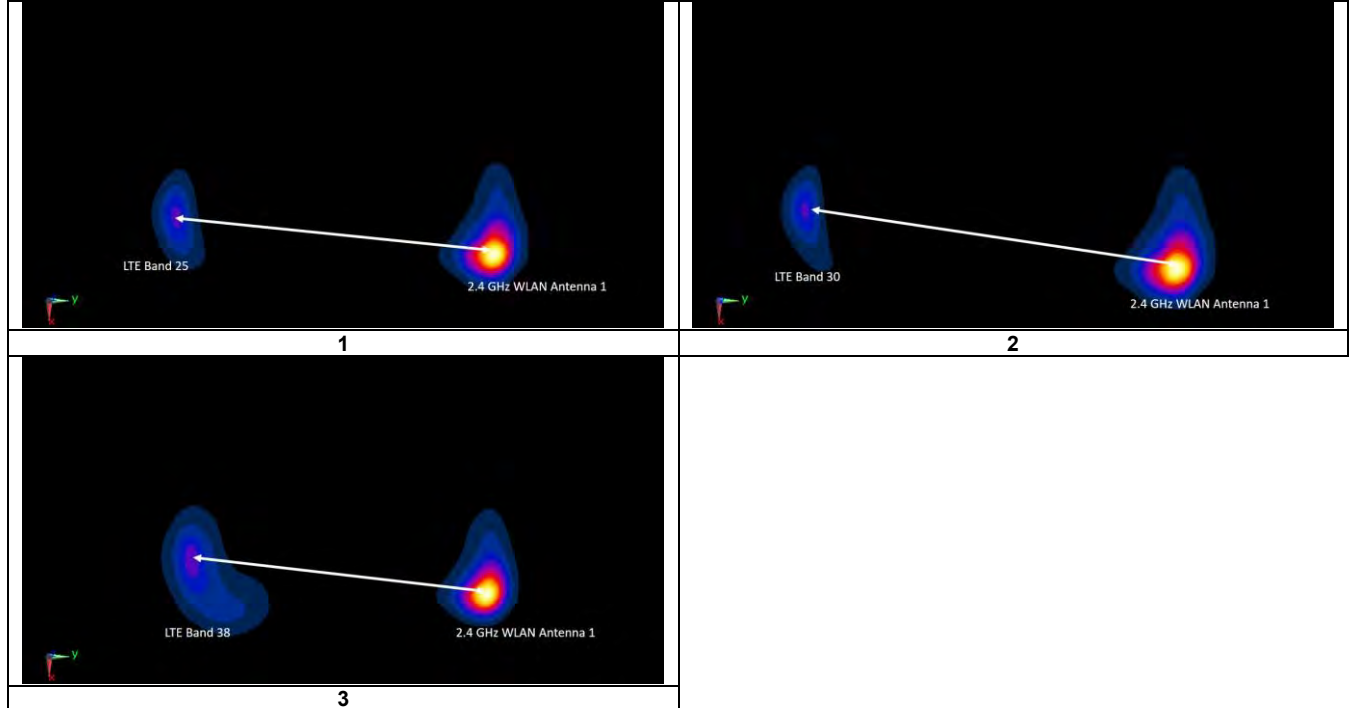 LTE Band 25
2.4 GHz WLAN Antenna 1
y
x
1
LTE Band 30
2.4 GHz WLAN Antenna 1
y
x
2
LTE Band 38
2.4 GHz WLAN Antenna 1
y
x
3